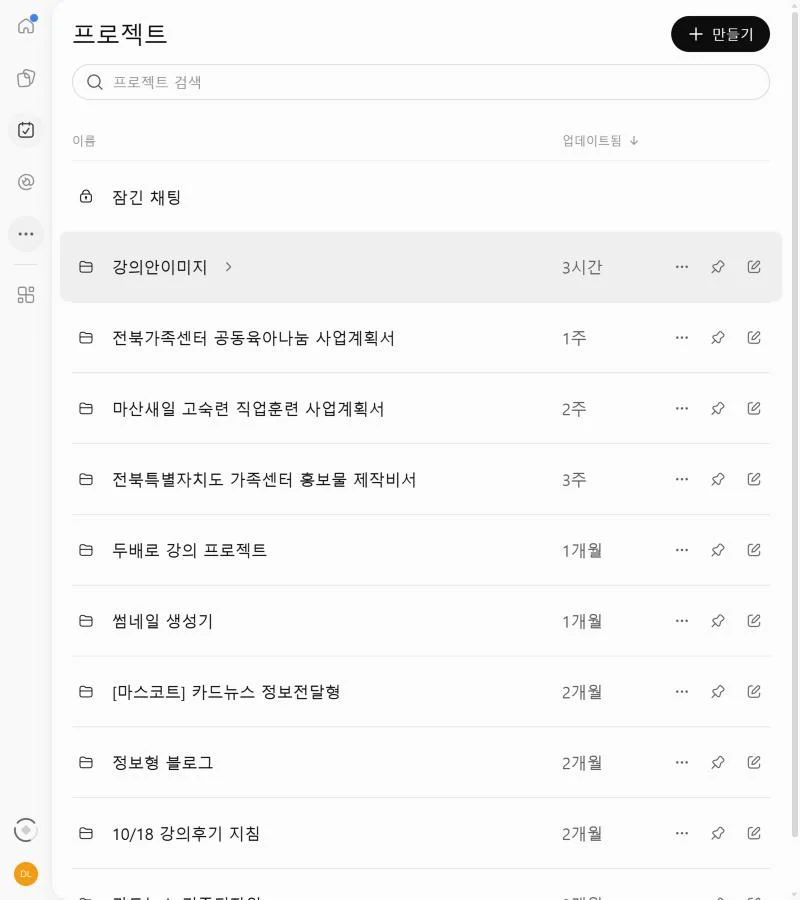 프로젝트
만들기
프로젝트 검색
이름 업데이트됨
잠긴 채팅
강의안이미지 3시간
전북가족센터 공동육아나눔 사업계획서 1주
마산새일 고숙련 직업훈련 사업계획서 2주
전북특별자치도 가족센터 홍보물 제작비서 3주
두배로 강의 프로젝트 1개월
썸네일 생성기 1개월
[마스코트] 카드뉴스 정보전달형 2개월
정보형 블로그 2개월
10/18 강의후기 지침 2개월
DL